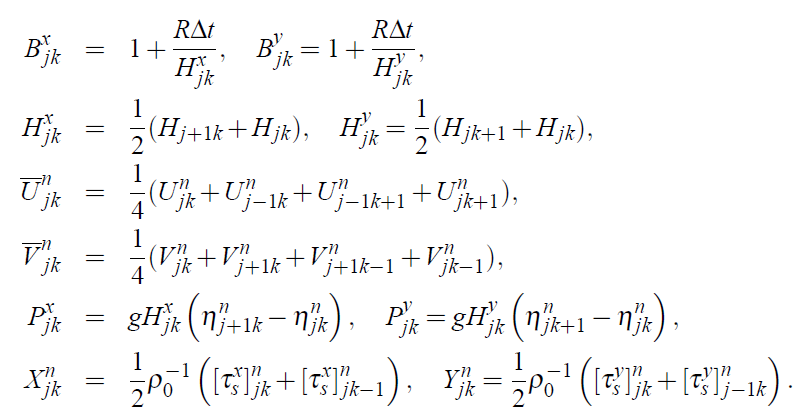 $B^x_{jk} = 1 + \frac{R\Delta t}{H^x_{jk}}, \quad B^y_{jk} = 1 + \frac{R\Delta t}{H^y_{jk}},$
$H^x_{jk} = \frac{1}{2}(H_{j+1k} + H_{jk}), \quad H^y_{jk} = \frac{1}{2}(H_{jk+1} + H_{jk}),$
$\overline{U}^n_{jk} = \frac{1}{4}(U^n_{jk} + U^n_{j-1k} + U^n_{j-1k+1} + U^n_{jk+1}),$
$\overline{V}^n_{jk} = \frac{1}{4}(V^n_{jk} + V^n_{j+1k} + V^n_{j+1k-1} + V^n_{jk-1}),$
$P^x_{jk} = gH^x_{jk}\left(\eta^n_{j+1k} - \eta^n_{jk}\right), \quad P^y_{jk} = gH^y_{jk}\left(\eta^n_{jk+1} - \eta^n_{jk}\right),$
$X^n_{jk} = \frac{1}{2}\rho_0^{-1}\left([\tau^x_s]^n_{jk} + [\tau^x_s]^n_{jk-1}\right), \quad Y^n_{jk} = \frac{1}{2}\rho_0^{-1}\left([\tau^y_s]^n_{jk} + [\tau^y_s]^n_{j-1k}\right).$